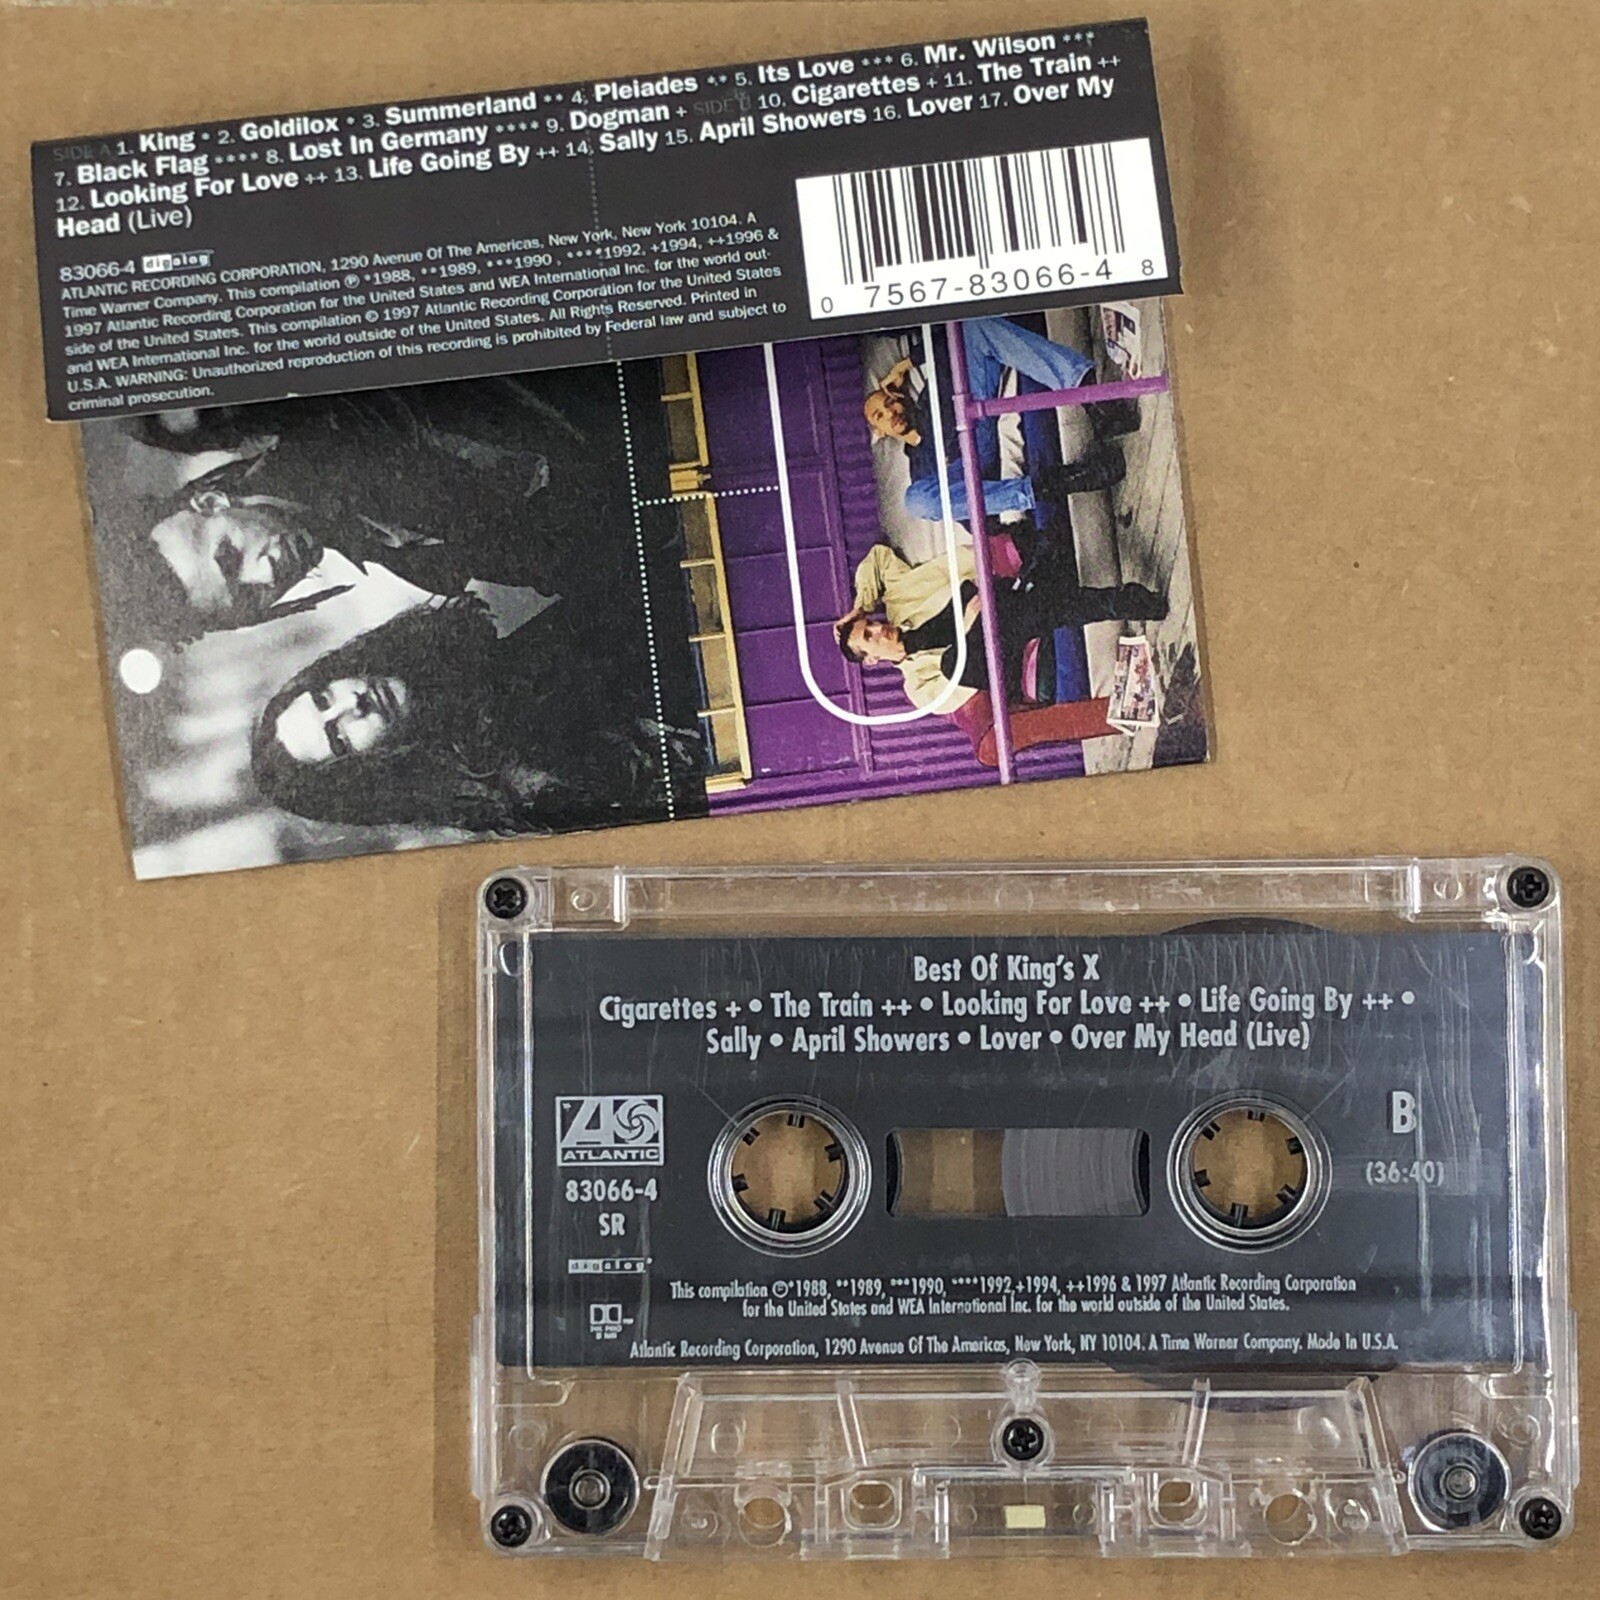 SIDE A 1. King * 2. Goldilox * 3. Summerland ** 4. Pleiades ** 5. Its Love *** 6. Mr. Wilson ***
7. Black Flag **** 8. Lost In Germany **** 9. Dogman + SIDE B 10. Cigarettes + 11. The Train ++
12. Looking For Love ++ 13. Life Going By ++ 14. Sally 15. April Showers 16. Lover 17. Over My
Head (Live)
83066-4 digalog
ATLANTIC RECORDING CORPORATION, 1290 Avenue Of The Americas, New York, New York 10104. A
Time Warner Company. This compilation ℗ *1988, **1989, ***1990, ****1992, +1994, ++1996 &
1997 Atlantic Recording Corporation for the United States and WEA International Inc. for the world out-
side of the United States. This compilation © 1997 Atlantic Recording Corporation for the United States
and WEA International Inc. for the world outside of the United States. All Rights Reserved. Printed in
U.S.A. WARNING: Unauthorized reproduction of this recording is prohibited by Federal law and subject to
criminal prosecution.
0 7567-83066-4 8
Best Of King's X
Cigarettes + • The Train ++ • Looking For Love ++ • Life Going By ++ •
Sally • April Showers • Lover • Over My Head (Live)
ATLANTIC
83066-4
SR
digalog
B
(36:40)
DX PRO
This compilation ℗*1988, **1989, ***1990, ****1992,+1994, ++1996 & 1997 Atlantic Recording Corporation
for the United States and WEA International Inc. for the world outside of the United States.
Atlantic Recording Corporation, 1290 Avenue Of The Americas, New York, NY 10104. A Time Warner Company. Made In U.S.A.